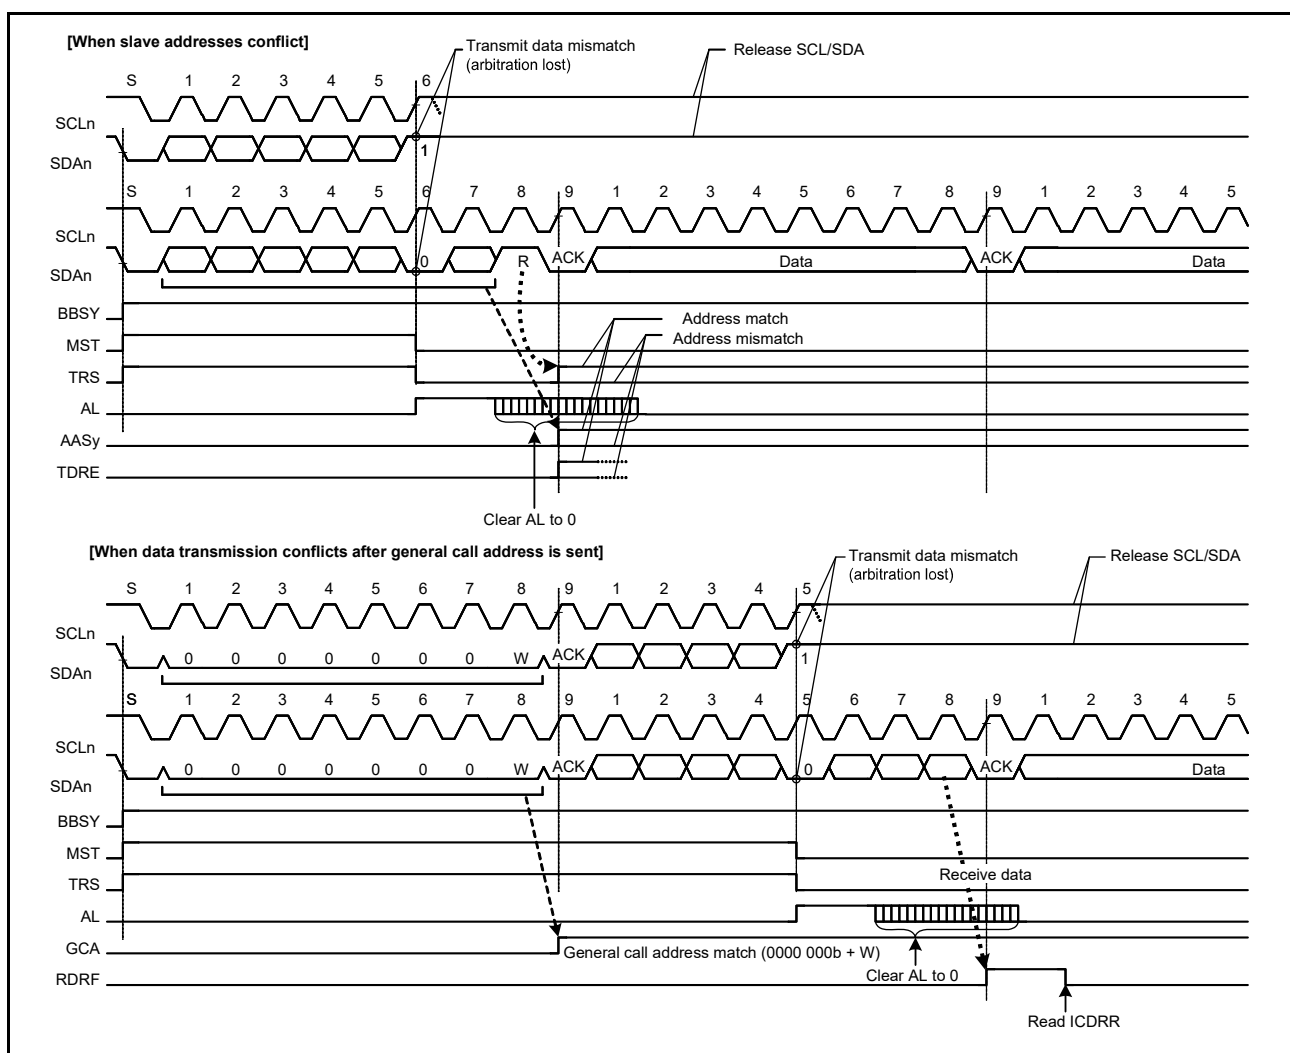 [When slave addresses conflict]
Transmit data mismatch
(arbitration lost)
Release SCL/SDA
S 1 2 3 4 5 6
SCLn
SDAn
1
S 1 2 3 4 5 6 7 8 9 1 2 3 4 5 6 7 8 9 1 2 3 4 5
SCLn
SDAn
0 R ACK Data ACK Data
BBSY
Address match
MST
Address mismatch
TRS
AL
AASy
TDRE
Clear AL to 0
[When data transmission conflicts after general call address is sent]
Transmit data mismatch
(arbitration lost)
Release SCL/SDA
S 1 2 3 4 5 6 7 8 9 1 2 3 4 5
SCLn
SDAn
0 0 0 0 0 0 0 W ACK 1
S 1 2 3 4 5 6 7 8 9 1 2 3 4 5 6 7 8 9 1 2 3 4 5
SCLn
SDAn
0 0 0 0 0 0 0 W ACK 0 ACK Data
BBSY
MST
TRS
Receive data
AL
GCA
General call address match (0000 000b + W)
RDRF
Clear AL to 0
Read ICDRR